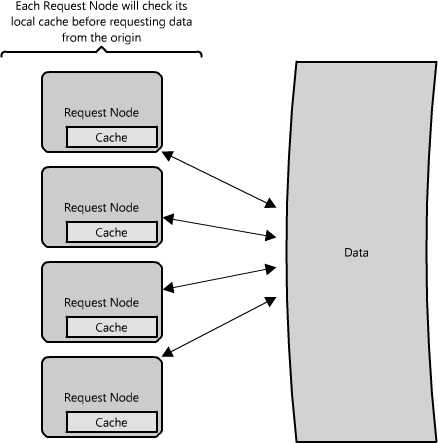 Each Request Node will check its
local cache before requesting data
from the origin
Request Node
Cache
Request Node
Cache
Data
Request Node
Cache
Request Node
Cache